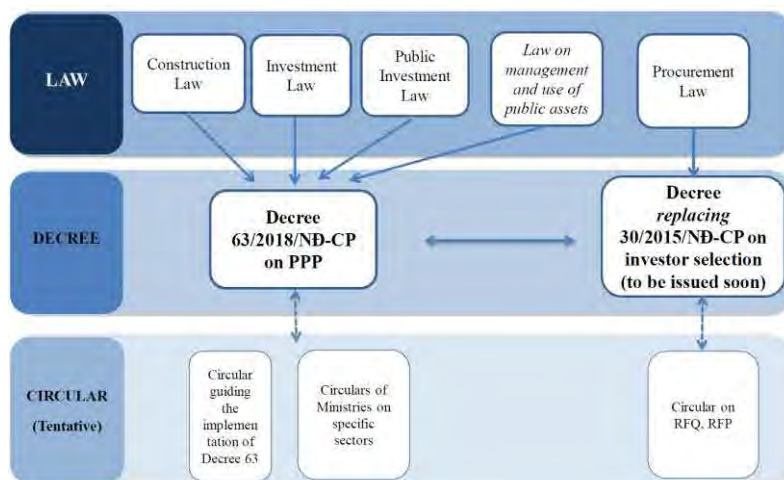 LAW
Construction
Law
Investment
Law
Public
Investment
Law
Law on
management
and use of
public assets
Procurement
Law
DECREE
Decree
63/2018/NĐ-CP
on PPP
Decree
replacing
30/2015/NĐ-CP on
investor selection
(to be issued soon)
CIRCULAR
(Tentative)
Circular
guiding
the
implemen
tation of
Decree 63
Circulars of
Ministries on
specific
sectors
Circular on
RFQ, RFP